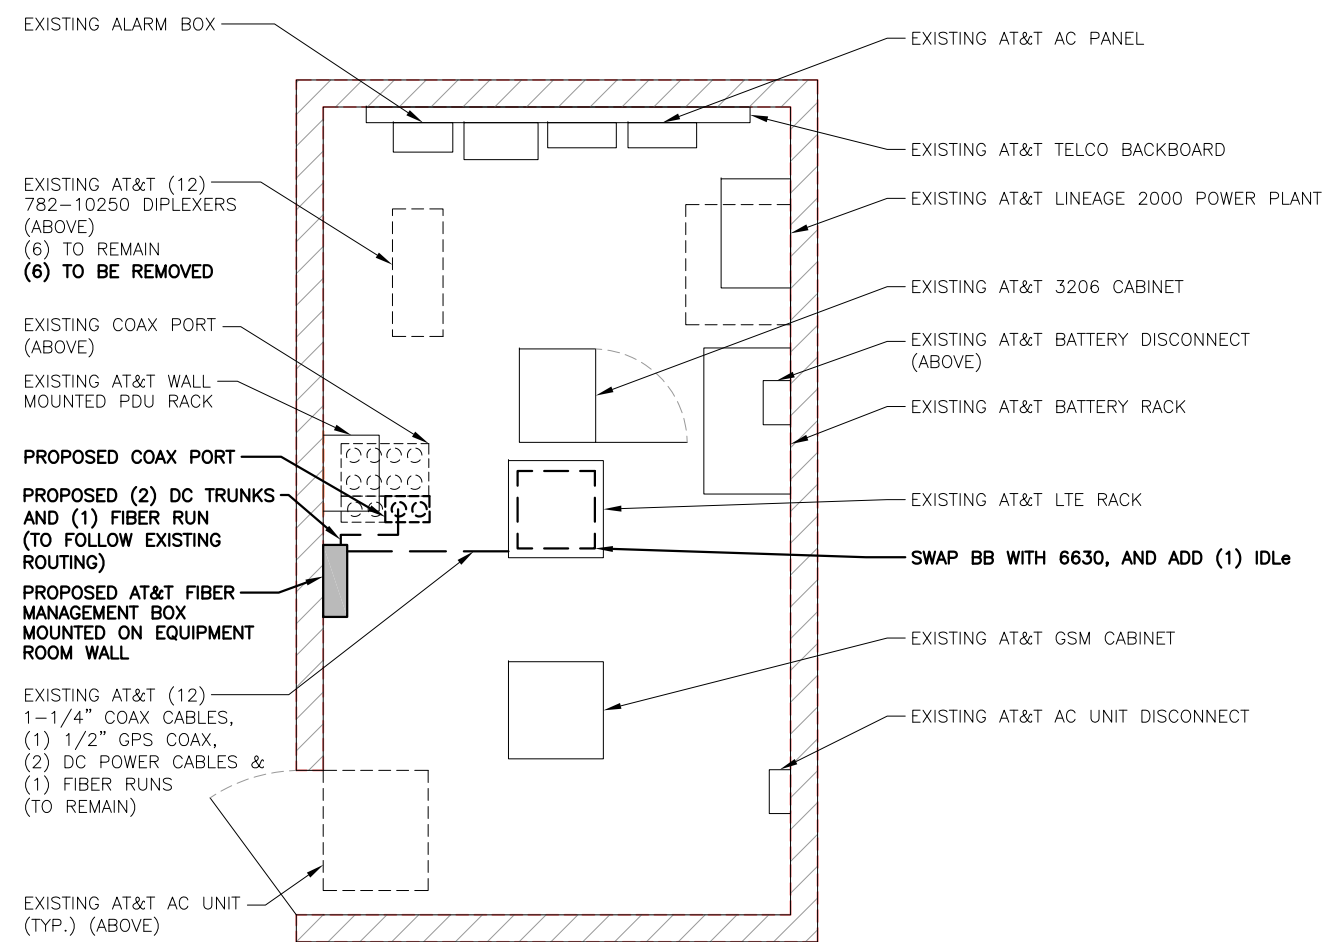 EXISTING ALARM BOX
EXISTING AT&T (12)
782-10250 DIPLEXERS
(ABOVE)
(6) TO REMAIN
(6) TO BE REMOVED
EXISTING COAX PORT
(ABOVE)
EXISTING AT&T WALL
MOUNTED PDU RACK
PROPOSED COAX PORT
PROPOSED (2) DC TRUNKS
AND (1) FIBER RUN
(TO FOLLOW EXISTING
ROUTING)
PROPOSED AT&T FIBER
MANAGEMENT BOX
MOUNTED ON EQUIPMENT
ROOM WALL
EXISTING AT&T (12)
1-1/4" COAX CABLES,
(1) 1/2" GPS COAX,
(2) DC POWER CABLES &
(1) FIBER RUNS
(TO REMAIN)
EXISTING AT&T AC UNIT
(TYP.) (ABOVE)
EXISTING AT&T AC PANEL
EXISTING AT&T TELCO BACKBOARD
EXISTING AT&T LINEAGE 2000 POWER PLANT
EXISTING AT&T 3206 CABINET
EXISTING AT&T BATTERY DISCONNECT
(ABOVE)
EXISTING AT&T BATTERY RACK
EXISTING AT&T LTE RACK
SWAP BB WITH 6630, AND ADD (1) IDLe
EXISTING AT&T GSM CABINET
EXISTING AT&T AC UNIT DISCONNECT